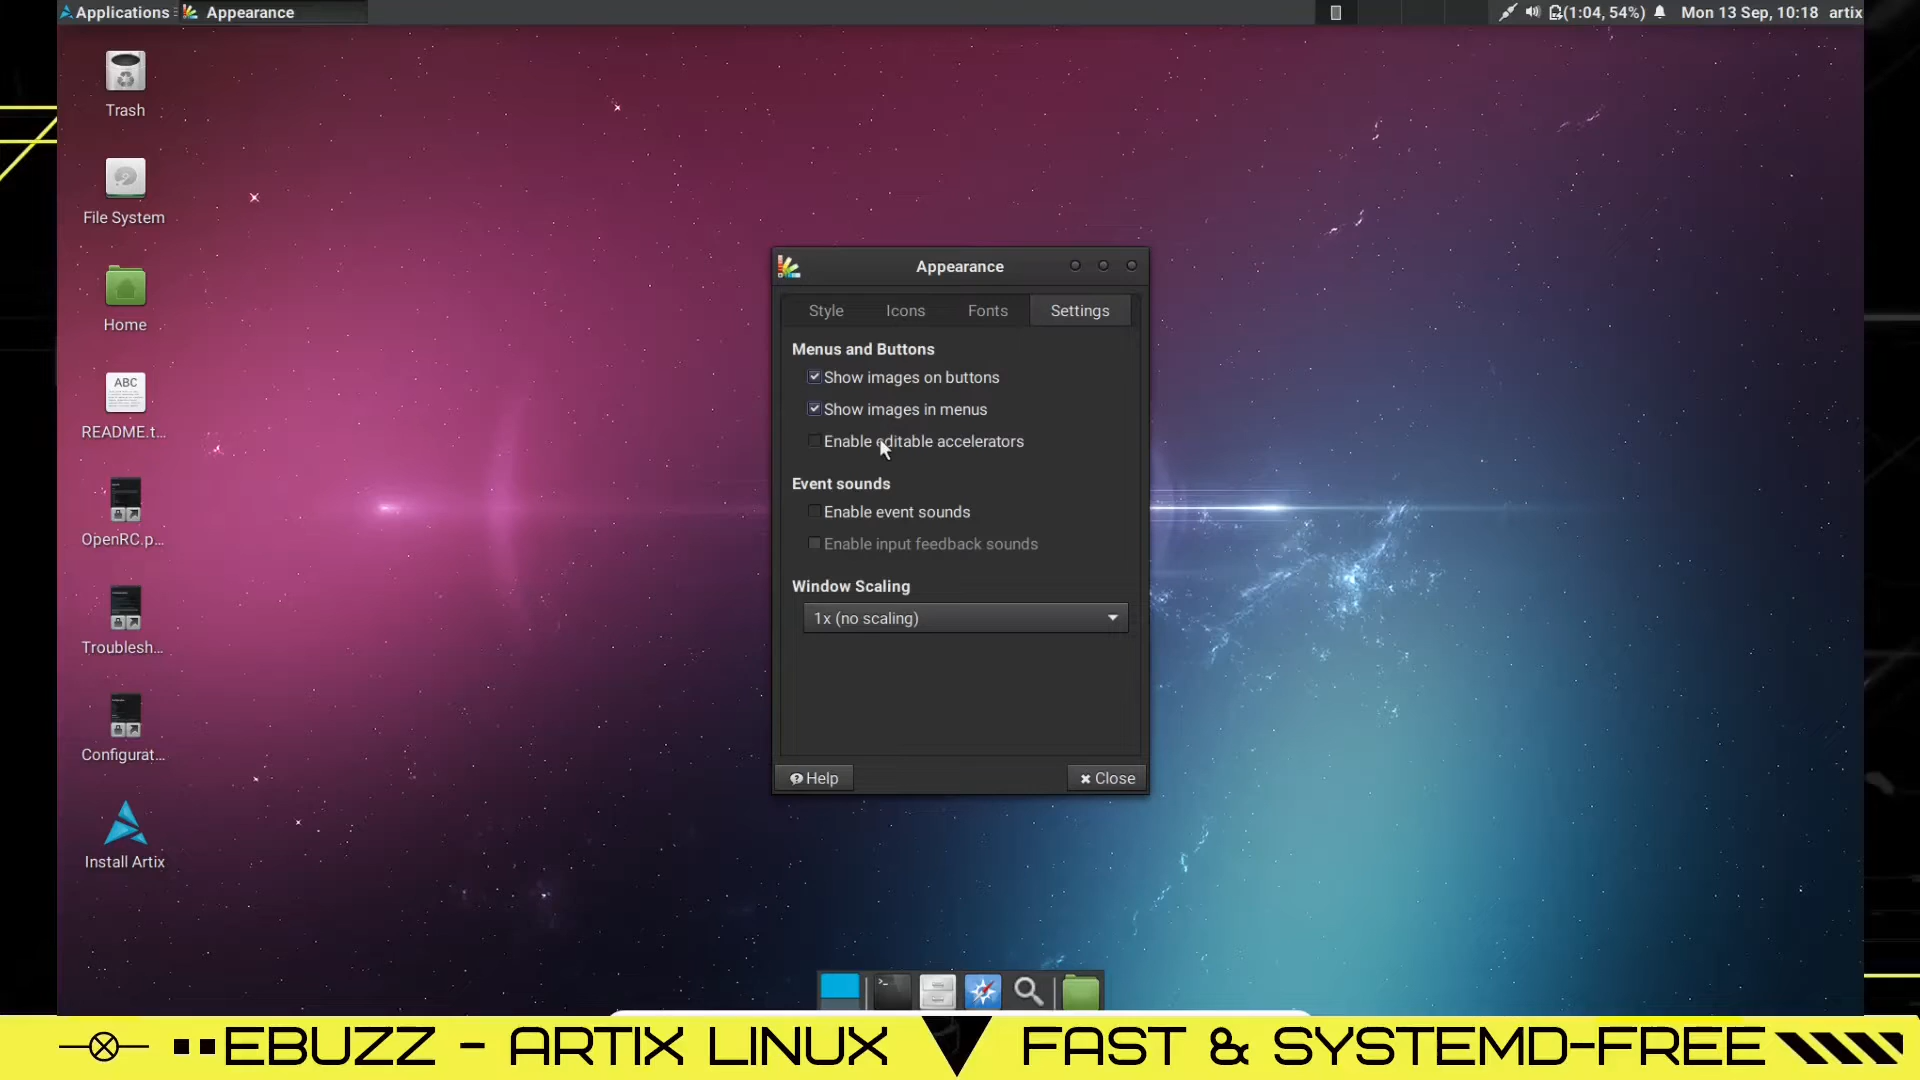 Applications
Appearance
(1:04, 54%)
Mon 13 Sep, 10:18
artix
Trash
File System
Home
ABC
README.t...
OpenRC.p...
Troublesh...
Configurat...
Install Artix
Appearance
Style
Icons
Fonts
Settings
Menus and Buttons
Show images on buttons
Show images in menus
Enable editable accelerators
Event sounds
Enable event sounds
Enable input feedback sounds
Window Scaling
1x (no scaling)
Help
Close
EBUZZ - ARTIX LINUX
FAST & SYSTEMD-FREE